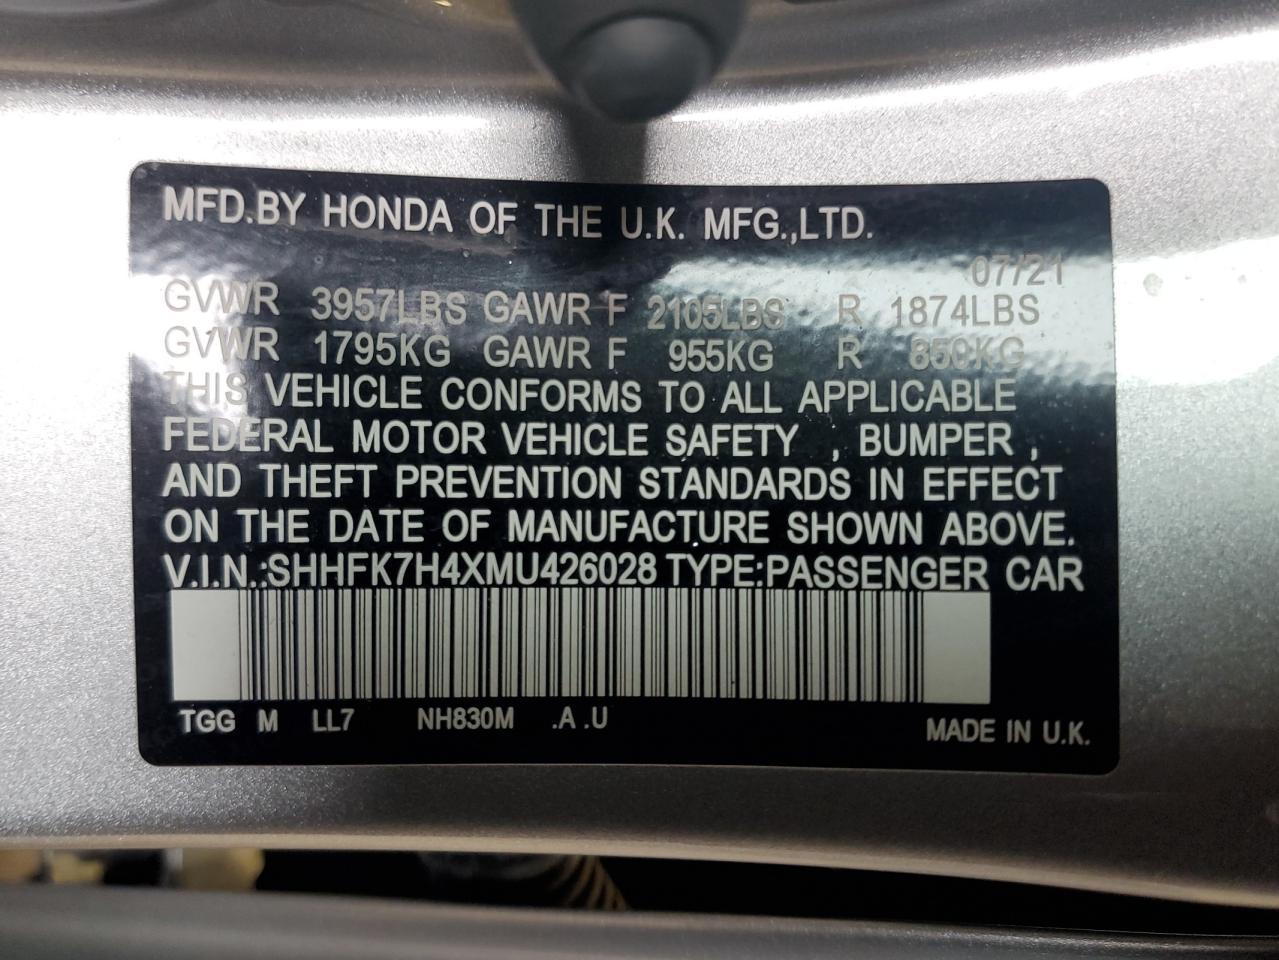 MFD.BY HONDA OF THE U.K. MFG.,LTD.
07/21
GVWR 3957LBS GAWR F 2105LBS R 1874LBS
GVWR 1795KG GAWR F 955KG R 850KG
THIS VEHICLE CONFORMS TO ALL APPLICABLE
FEDERAL MOTOR VEHICLE SAFETY , BUMPER ,
AND THEFT PREVENTION STANDARDS IN EFFECT
ON THE DATE OF MANUFACTURE SHOWN ABOVE.
V.I.N.:SHHFK7H4XMU426028 TYPE:PASSENGER CAR
TGG M LL7 NH830M .A .U
MADE IN U.K.